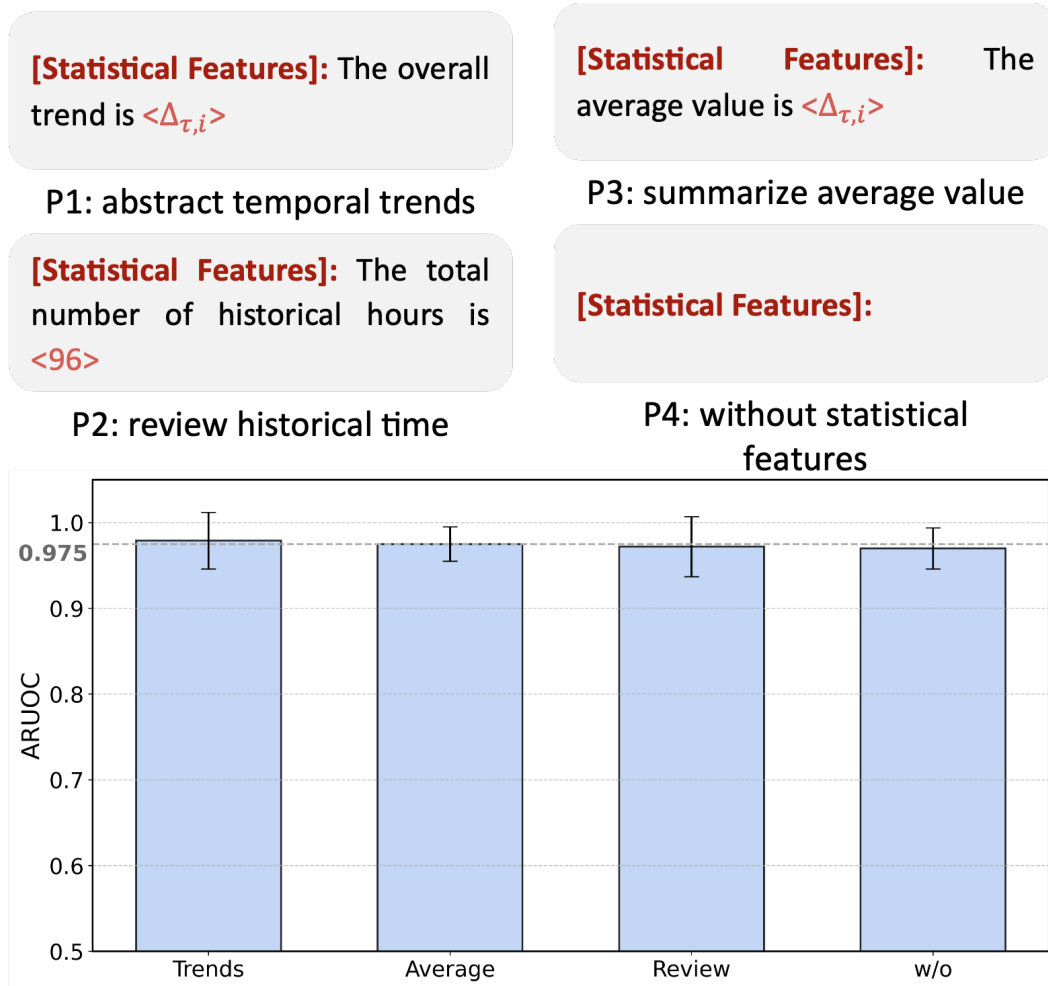 [Statistical Features]: The overall
trend is <Δτ,i>
P1: abstract temporal trends
[Statistical Features]: The
average value is <Δτ,i>
P3: summarize average value
[Statistical Features]: The total
number of historical hours is
<96>
P2: review historical time
[Statistical Features]:
P4: without statistical
features
1.0
0.975
0.9
0.8
0.7
0.6
0.5
ARUOC
Trends
Average
Review
w/o